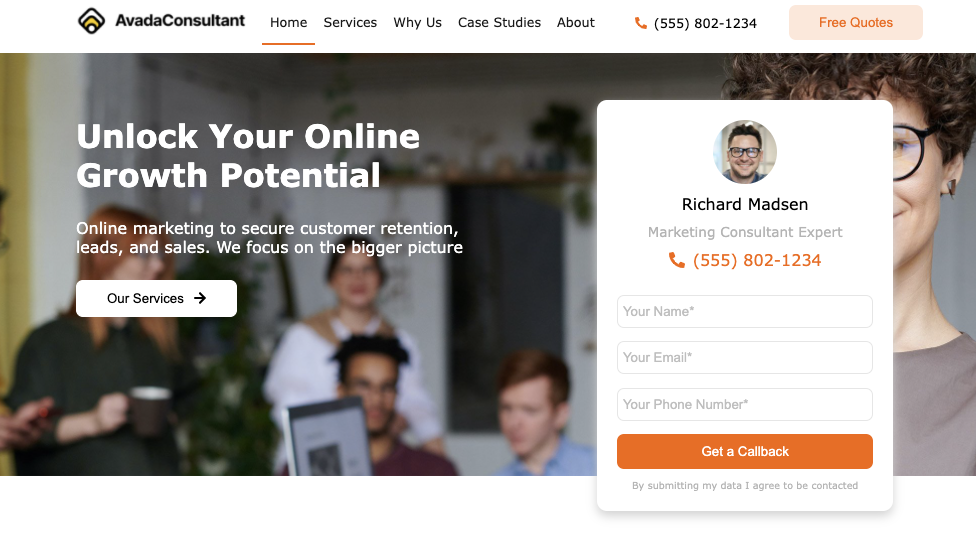 AvadaConsultant
Home Services Why Us Case Studies About
(555) 802-1234
Free Quotes
Unlock Your Online
Growth Potential
Online marketing to secure customer retention,
leads, and sales. We focus on the bigger picture
Our Services
Richard Madsen
Marketing Consultant Expert
(555) 802-1234
Your Name*
Your Email*
Your Phone Number*
Get a Callback
By submitting my data I agree to be contacted